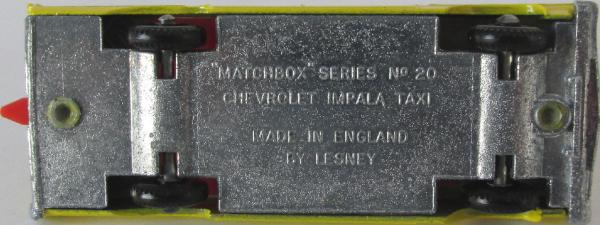 "MATCHBOX" SERIES Nº 20
CHEVROLET IMPALA TAXI
MADE IN ENGLAND
BY LESNEY